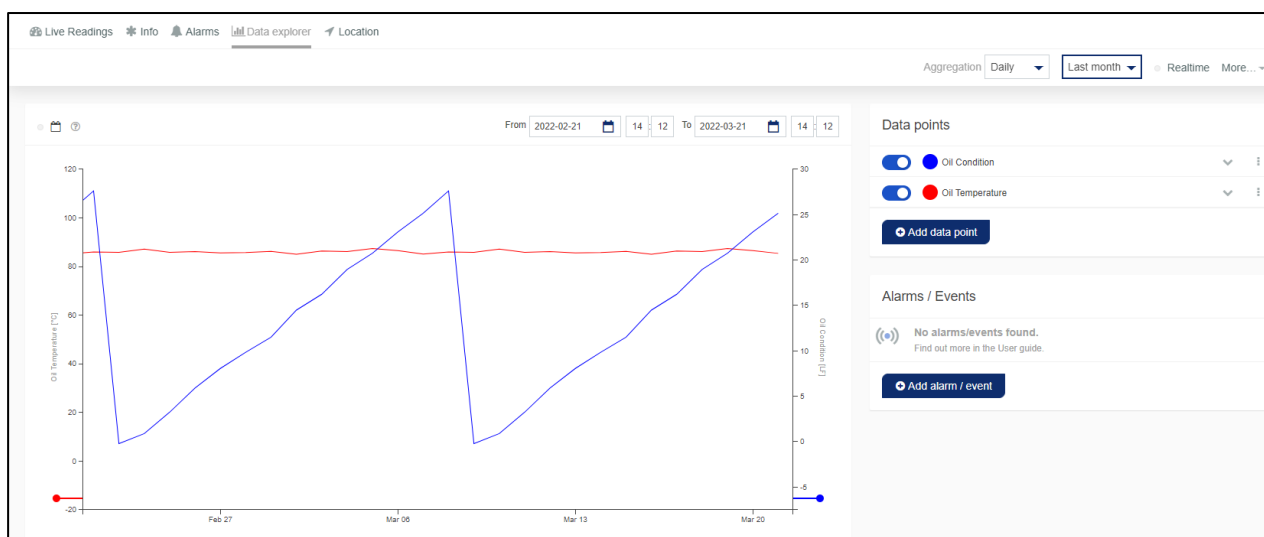 Live Readings Info Alarms Data explorer Location
Aggregation Daily Last month Realtime More...
From 2022-02-21 14 : 12 To 2022-03-21 14 : 12
120
100
80
60
40
20
0
-20
Oil Temperature [°C]
30
25
20
15
10
5
0
-5
Oil Condition [LF]
Feb 27 Mar 06 Mar 13 Mar 20
Data points
Oil Condition
Oil Temperature
Add data point
Alarms / Events
No alarms/events found.
Find out more in the User guide.
Add alarm / event